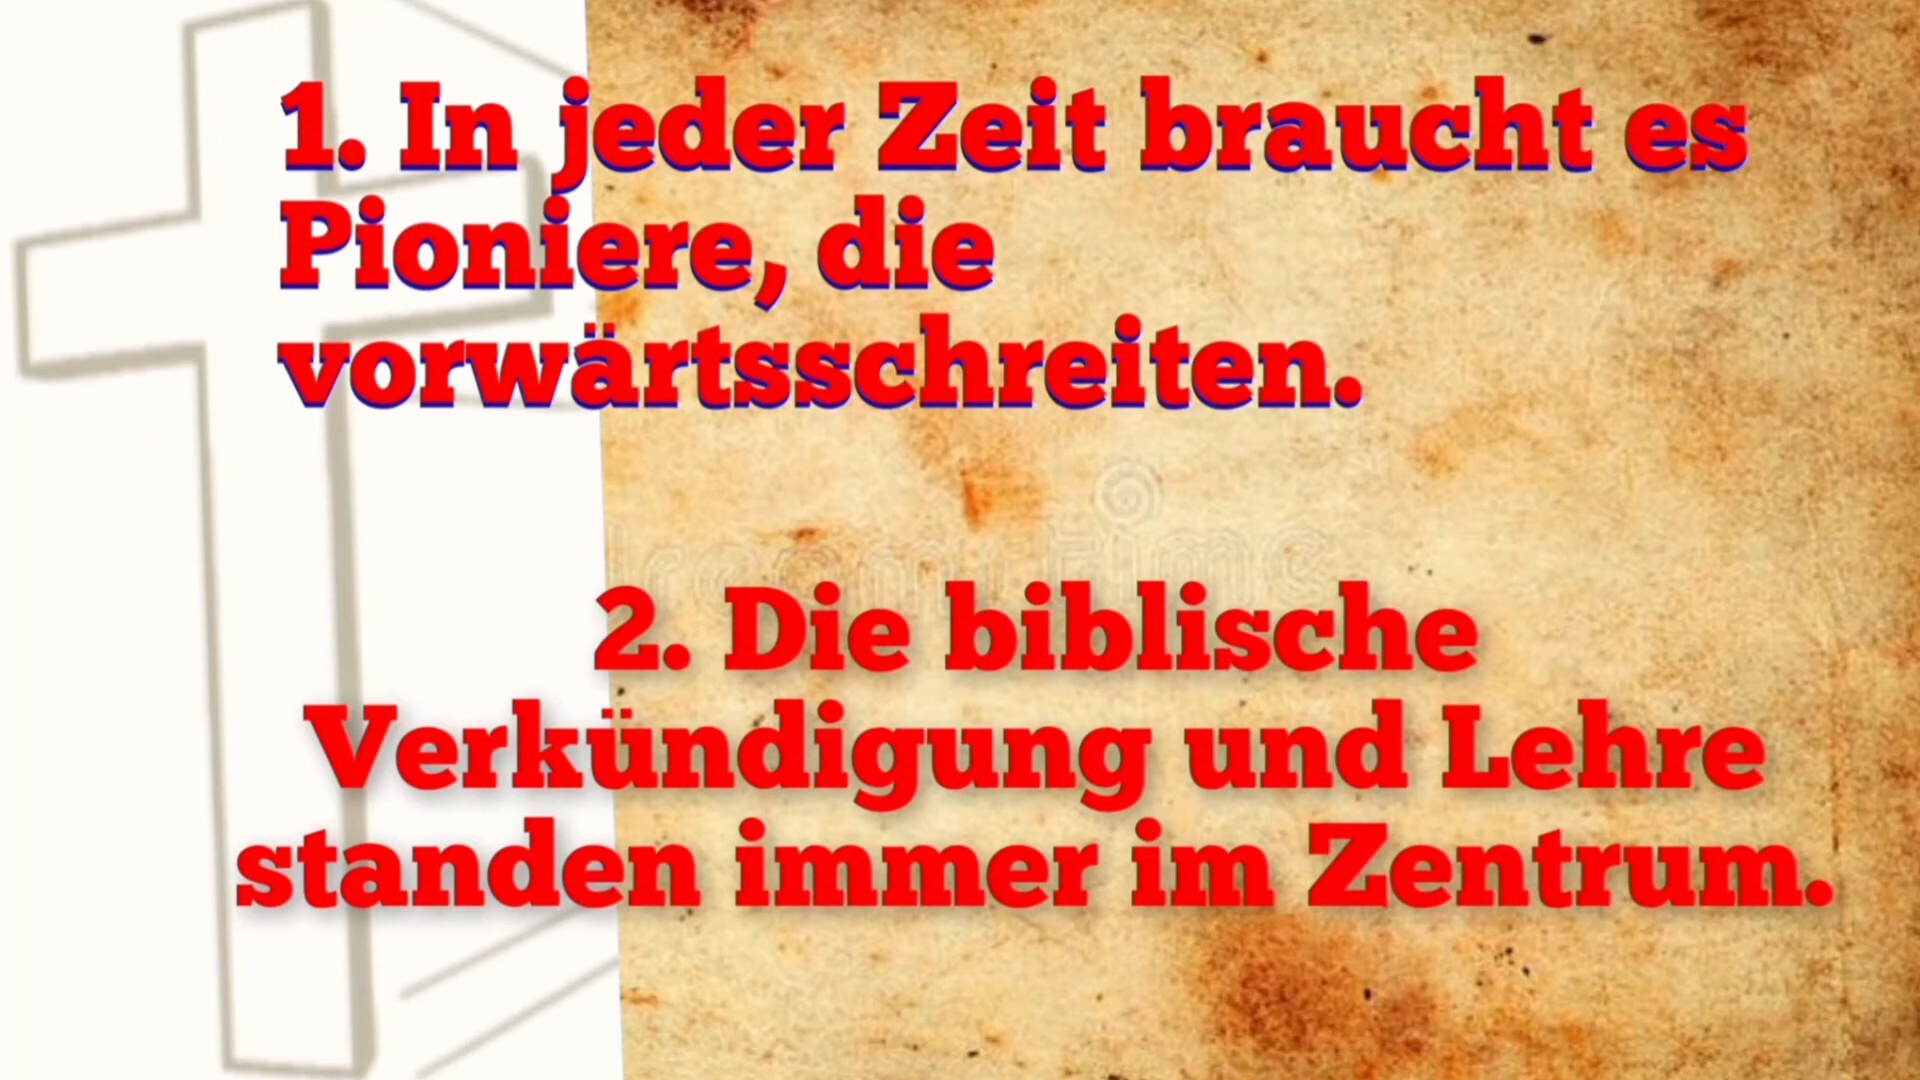 1. In jeder Zeit braucht es
Pioniere, die
vorwärtsschreiten.
2. Die biblische
Verkündigung und Lehre
standen immer im Zentrum.